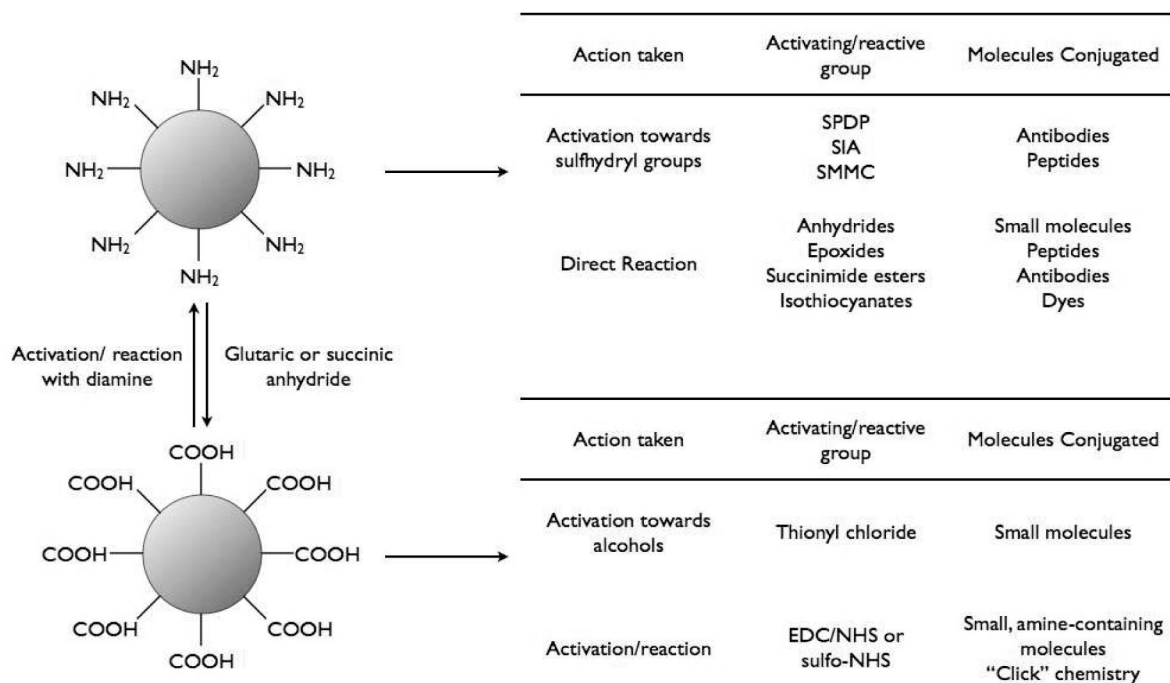 NH2
NH2
NH2
NH2
NH2
NH2
NH2
NH2
Activation/ reaction
with diamine
Glutaric or succinic
anhydride
COOH
COOH
COOH
COOH
COOH
COOH
COOH
COOH
Action taken
Activating/reactive
group
Molecules Conjugated
Activation towards
sulfhydryl groups
SPDP
SIA
SMMC
Antibodies
Peptides
Direct Reaction
Anhydrides
Epoxides
Succinimide esters
Isothiocyanates
Small molecules
Peptides
Antibodies
Dyes
Action taken
Activating/reactive
group
Molecules Conjugated
Activation towards
alcohols
Thionyl chloride
Small molecules
Activation/reaction
EDC/NHS or
sulfo-NHS
Small, amine-containing
molecules
“Click” chemistry